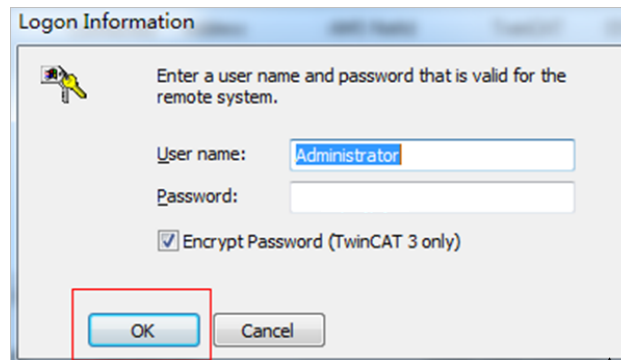 Logon Information
Enter a user name and password that is valid for the
remote system.
User name:
Administrator
Password:
Encrypt Password (TwinCAT 3 only)
OK
Cancel